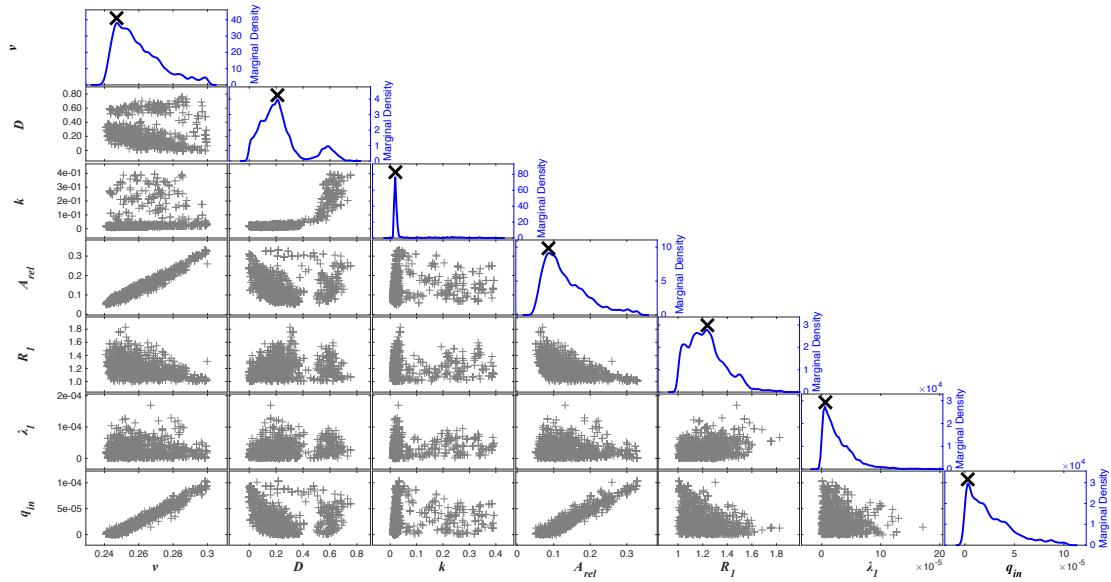 v
40
30
20
10
0
Marginal Density
D
0.80
0.60
0.40
0.20
0
4
3
2
1
0
Marginal Density
k
4e-01
3e-01
2e-01
1e-01
0
80
60
40
20
0
Marginal Density
A_rel
0.3
0.2
0.1
0
10
5
0
Marginal Density
R_1
1.8
1.6
1.4
1.2
1.0
3
2
1
0
Marginal Density
λ_1
2e-04
1e-04
0
×10^4
3
2
1
0
Marginal Density
q_in
1e-04
5e-05
0
×10^4
3
2
1
0
Marginal Density
0.24 0.26 0.28 0.3 0 0.2 0.4 0.6 0.8 0 0.1 0.2 0.3 0.4 0 0.1 0.2 0.3 1 1.2 1.4 1.6 1.8 0 10 20 0 5 10
×10^-5 ×10^-5
v D k A_rel R_1 λ_1 q_in